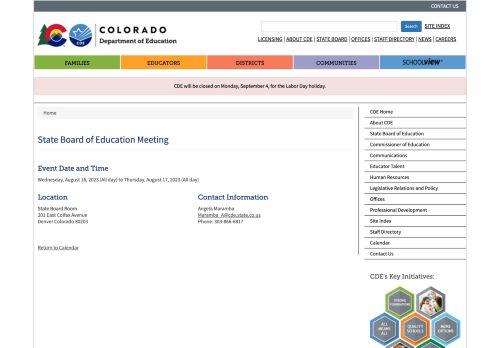 CONTACT US
COLORADO
Department of Education
CDE
Search
SITE INDEX
LICENSING | ABOUT CDE | STATE BOARD | OFFICES | STAFF DIRECTORY | NEWS | CAREERS
FAMILIES
EDUCATORS
DISTRICTS
COMMUNITIES
SCHOOLVIEW
CDE will be closed on Monday, September 4, for the Labor Day holiday.
Home
State Board of Education Meeting
Event Date and Time
Wednesday, August 16, 2023 (All day) to Thursday, August 17, 2023 (All day)
Location
State Board Room
201 East Colfax Avenue
Denver Colorado 80203
Contact Information
Angela Maramba
Maramba_A@cde.state.co.us
Phone: 303-866-6817
Return to Calendar
CDE Home
About CDE
State Board of Education
Commissioner of Education
Communications
Educator Talent
Human Resources
Legislative Relations and Policy
Offices
Professional Development
Site Index
Staff Directory
Calendar
Contact Us
CDE's Key Initiatives:
STRONG
FOUNDATIONS
ALL
MEANS
ALL
QUALITY
SCHOOLS
MORE
OPTIONS